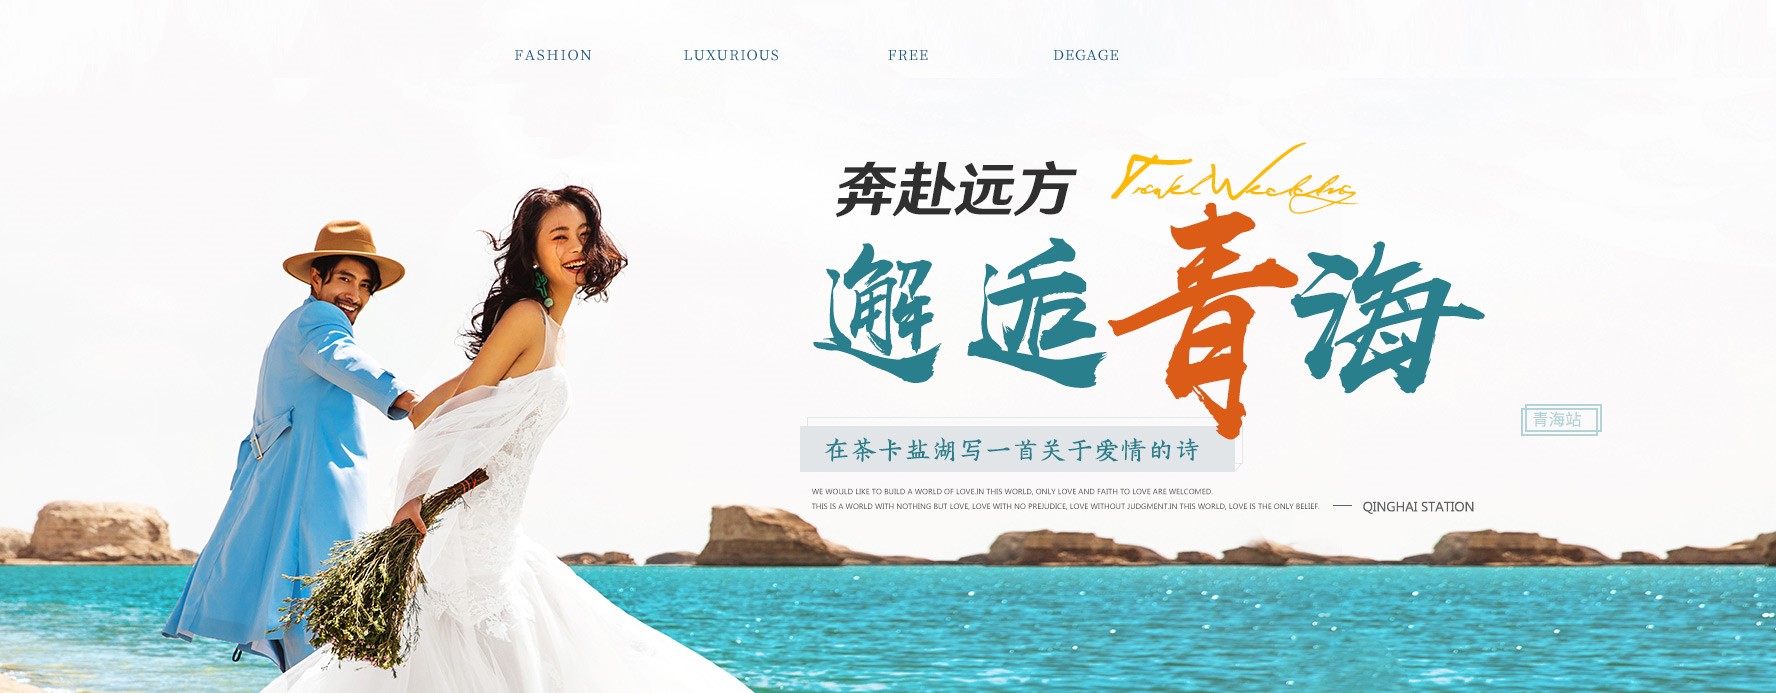 FASHION LUXURIOUS FREE DEGAGE
奔赴远方
Travel Wedding
邂逅青海
青海站
在茶卡盐湖写一首关于爱情的诗
WE WOULD LIKE TO BUILD A WORLD OF LOVE.IN THIS WORLD, ONLY LOVE AND FAITH TO LOVE ARE WELCOMED.
THIS IS A WORLD WITH NOTHING BUT LOVE, LOVE WITH NO PREJUDICE, LOVE WITHOUT JUDGMENT.IN THIS WORLD, LOVE IS THE ONLY BELIEF.
— QINGHAI STATION